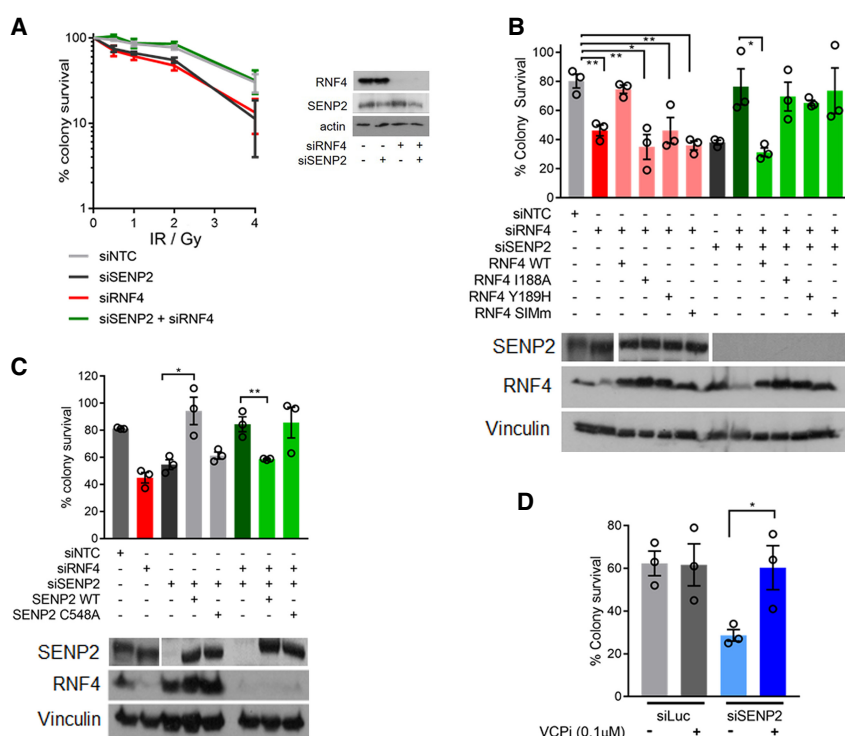 A
100
10
1
% colony survival
0 1 2 3 4
IR / Gy
siNTC
siSENP2
siRNF4
siSENP2 + siRNF4
RNF4
SENP2
actin
siRNF4 - - + +
siSENP2 - + - +
B
100
80
60
40
20
0
% Colony Survival
**
*
**
**
*
siNTC + - - - - - - - - - - -
siRNF4 - + + + + + - + + + + +
siSENP2 - - - - - - + + + + + +
RNF4 WT - - + - - - - - + - - -
RNF4 I188A - - - + - - - - - + - -
RNF4 Y189H - - - - + - - - - - + -
RNF4 SIMm - - - - - + - - - - - +
SENP2
RNF4
Vinculin
C
120
100
80
60
40
20
0
% colony survival
*
**
siNTC + - - - - - - -
siRNF4 - + - - - + + +
siSENP2 - - + + + + + +
SENP2 WT - - - + - - + -
SENP2 C548A - - - - + - - +
SENP2
RNF4
Vinculin
D
80
60
40
20
0
% Colony survival
*
siLuc siSENP2
VCPi (0.1µM) - + - +